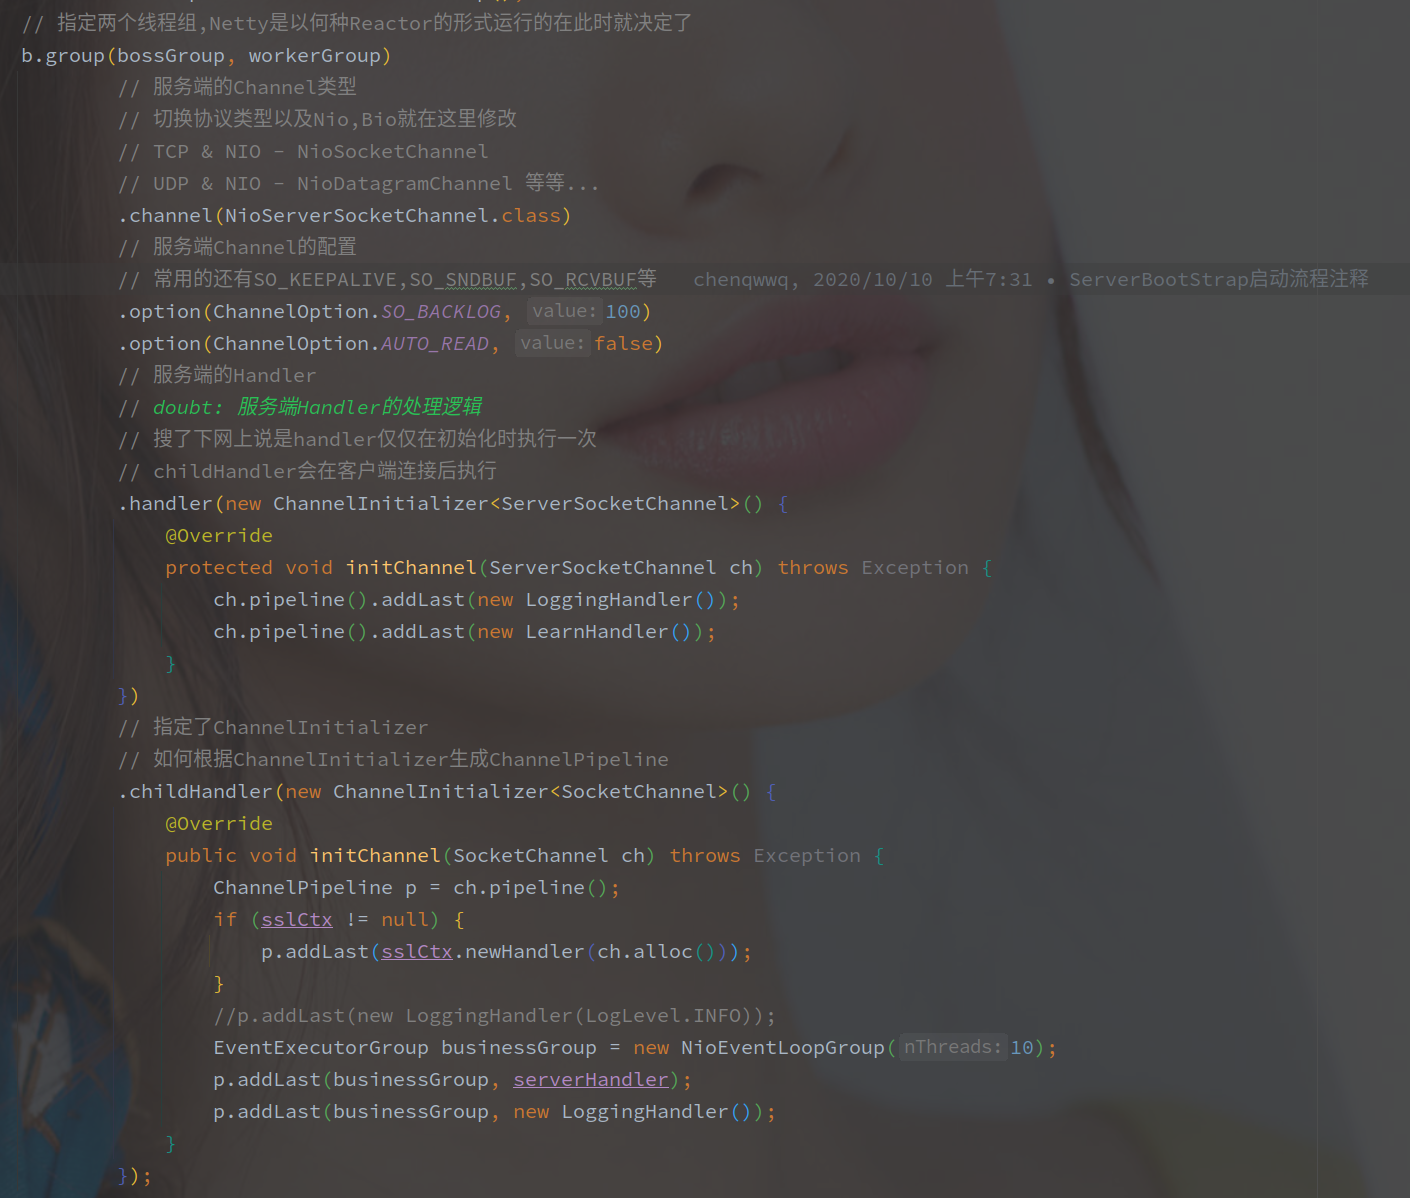 // 指定两个线程组,Netty是以何种Reactor的形式运行的在此时就决定了
b.group(bossGroup, workerGroup)
// 服务端的Channel类型
// 切换协议类型以及Nio,Bio就在这里修改
// TCP & NIO - NioSocketChannel
// UDP & NIO - NioDatagramChannel 等等...
.channel(NioServerSocketChannel.class)
// 服务端Channel的配置
// 常用的还有SO_KEEPALIVE,SO_SNDBUF,SO_RCVBUF等 chenqwwq, 2020/10/10 上午7:31 • ServerBootStrap启动流程注释
.option(ChannelOption.SO_BACKLOG, value: 100)
.option(ChannelOption.AUTO_READ, value: false)
// 服务端的Handler
// doubt: 服务端Handler的处理逻辑
// 搜了下网上说是handler仅仅在初始化时执行一次
// childHandler会在客户端连接后执行
.handler(new ChannelInitializer<ServerSocketChannel>() {
@Override
protected void initChannel(ServerSocketChannel ch) throws Exception {
ch.pipeline().addLast(new LoggingHandler());
ch.pipeline().addLast(new LearnHandler());
}
})
// 指定了ChannelInitializer
// 如何根据ChannelInitializer生成ChannelPipeline
.childHandler(new ChannelInitializer<SocketChannel>() {
@Override
public void initChannel(SocketChannel ch) throws Exception {
ChannelPipeline p = ch.pipeline();
if (sslCtx != null) {
p.addLast(sslCtx.newHandler(ch.alloc()));
}
//p.addLast(new LoggingHandler(LogLevel.INFO));
EventExecutorGroup businessGroup = new NioEventLoopGroup( nThreads: 10);
p.addLast(businessGroup, serverHandler);
p.addLast(businessGroup, new LoggingHandler());
}
});